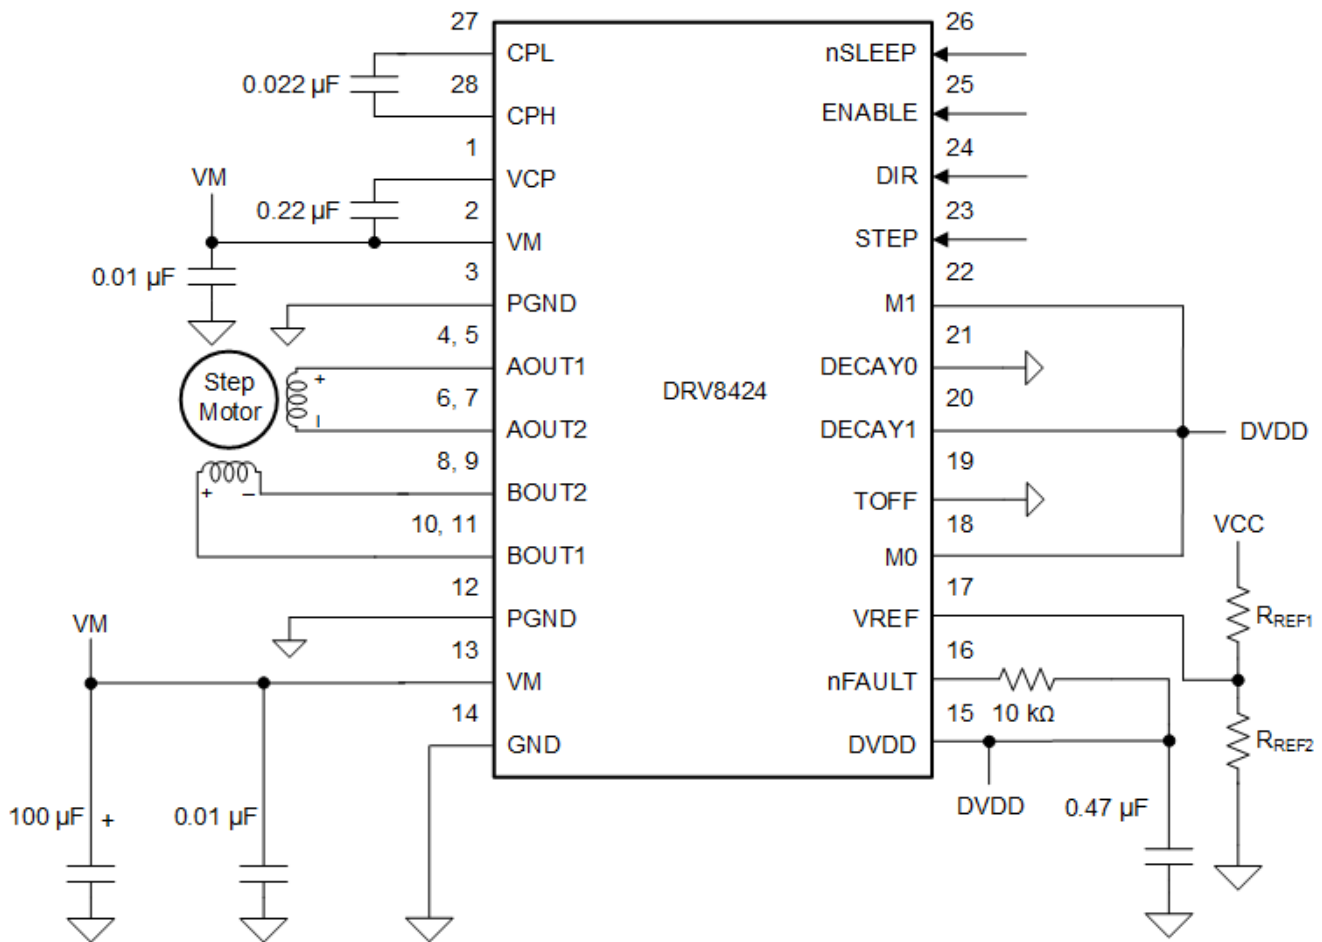 27
26
CPL
nSLEEP
0.022 µF
28
25
CPH
ENABLE
1
24
VM
VCP
DIR
0.22 µF
2
23
VM
STEP
0.01 µF
3
22
PGND
M1
4, 5
21
Step
Motor
+
AOUT1
DRV8424
DECAY0
6, 7
20
–
AOUT2
DECAY1
DVDD
8, 9
19
+ –
BOUT2
TOFF
10, 11
18
VCC
BOUT1
M0
12
17
VM
PGND
VREF
RREF1
13
16
VM
nFAULT
14
15
10 kΩ
GND
DVDD
RREF2
100 µF +
0.01 µF
DVDD
0.47 µF